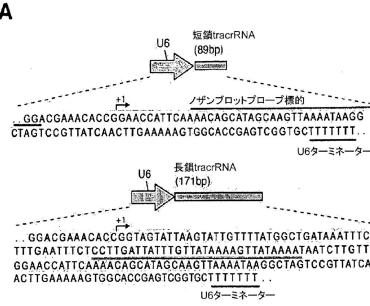 A
短鎖tracrRNA
U6
(89bp)
+1
ノザンブロットプローブ標的
..GGACGAAACACCGGAACCATTCAAAACAGCATAGCAAGTTAAAATAAGG
CTAGTCCGTTATCAACTTGAAAAAGTGGCACCGAGTCGGTGCTTTTTTT..
U6ターミネーター
長鎖tracrRNA
U6
(171bp)
+1
..GGACGAAACACCGGTAGTATTAAGTATTGTTTTATGGCTGATAAATTTC
TTTGAATTTCTCCTTGATTATTTGTTATAAAAGTTATAAAATAATCTTGTT
GGAACCATTCAAAACAGCATAGCAAGTTAAAATAAGGCTAGTCCGTTATCA
ACTTGAAAAAGTGGCACCGAGTCGGTGCTTTTTTT..
U6ターミネーター